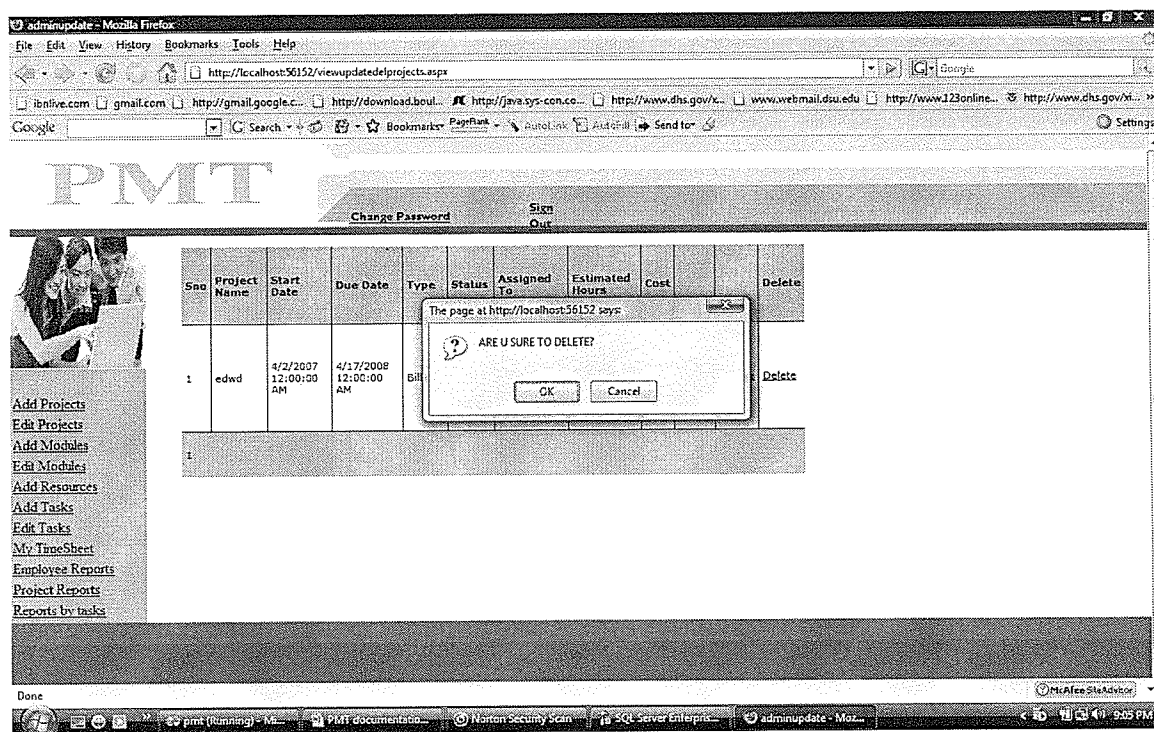 adminupdate - Mozilla Firefox
File Edit View History Bookmarks Tools Help
http://localhost:56152/viewupdatedelprojects.aspx
Google
ibnlive.com gmail.com http://gmail.google.c... http://download.boul... http://java.sys-con.co... http://www.dhs.gov/x... www.webmail.dsu.edu http://www.123online... http://www.dhs.gov/xi... »
Google Search Bookmarks PageRank AutoLink AutoFill Send to Settings
PMT
Change Password
Sign Out
Sno Project Name Start Date Due Date Type Status Assigned To Estimated Hours Cost Delete
1 edwd 4/2/2007 12:00:00 AM 4/17/2008 12:00:00 AM Bill Delete
1
The page at http://localhost:56152 says:
ARE U SURE TO DELETE?
OK Cancel
Add Projects
Edit Projects
Add Modules
Edit Modules
Add Resources
Add Tasks
Edit Tasks
My TimeSheet
Employee Reports
Project Reports
Reports by tasks
Done
McAfee SiteAdvisor
pmt (Running) - Mi... PMT documentatio... Norton Security Scan SQL Server Enterpris... adminupdate - Moz... 9:05 PM